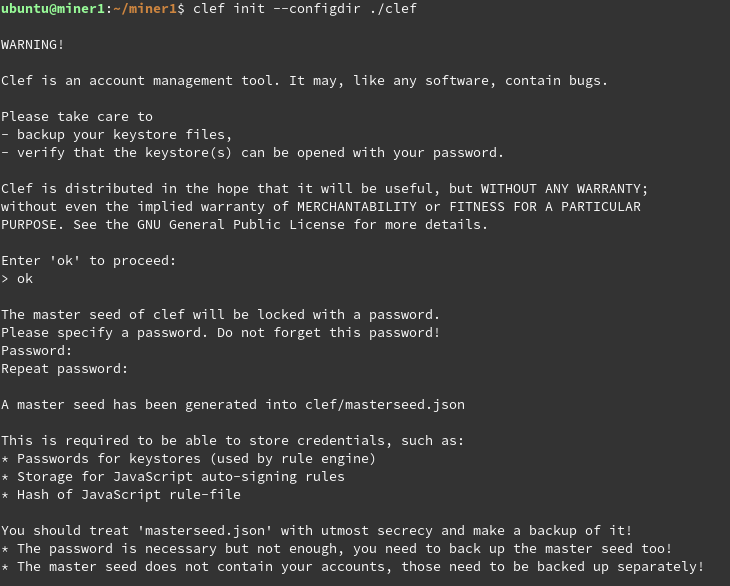 ubuntu@miner1:~/miner1$ clef init --configdir ./clef
WARNING!
Clef is an account management tool. It may, like any software, contain bugs.
Please take care to
- backup your keystore files,
- verify that the keystore(s) can be opened with your password.
Clef is distributed in the hope that it will be useful, but WITHOUT ANY WARRANTY;
without even the implied warranty of MERCHANTABILITY or FITNESS FOR A PARTICULAR
PURPOSE. See the GNU General Public License for more details.
Enter 'ok' to proceed:
> ok
The master seed of clef will be locked with a password.
Please specify a password. Do not forget this password!
Password:
Repeat password:
A master seed has been generated into clef/masterseed.json
This is required to be able to store credentials, such as:
* Passwords for keystores (used by rule engine)
* Storage for JavaScript auto-signing rules
* Hash of JavaScript rule-file
You should treat 'masterseed.json' with utmost secrecy and make a backup of it!
* The password is necessary but not enough, you need to back up the master seed too!
* The master seed does not contain your accounts, those need to be backed up separately!